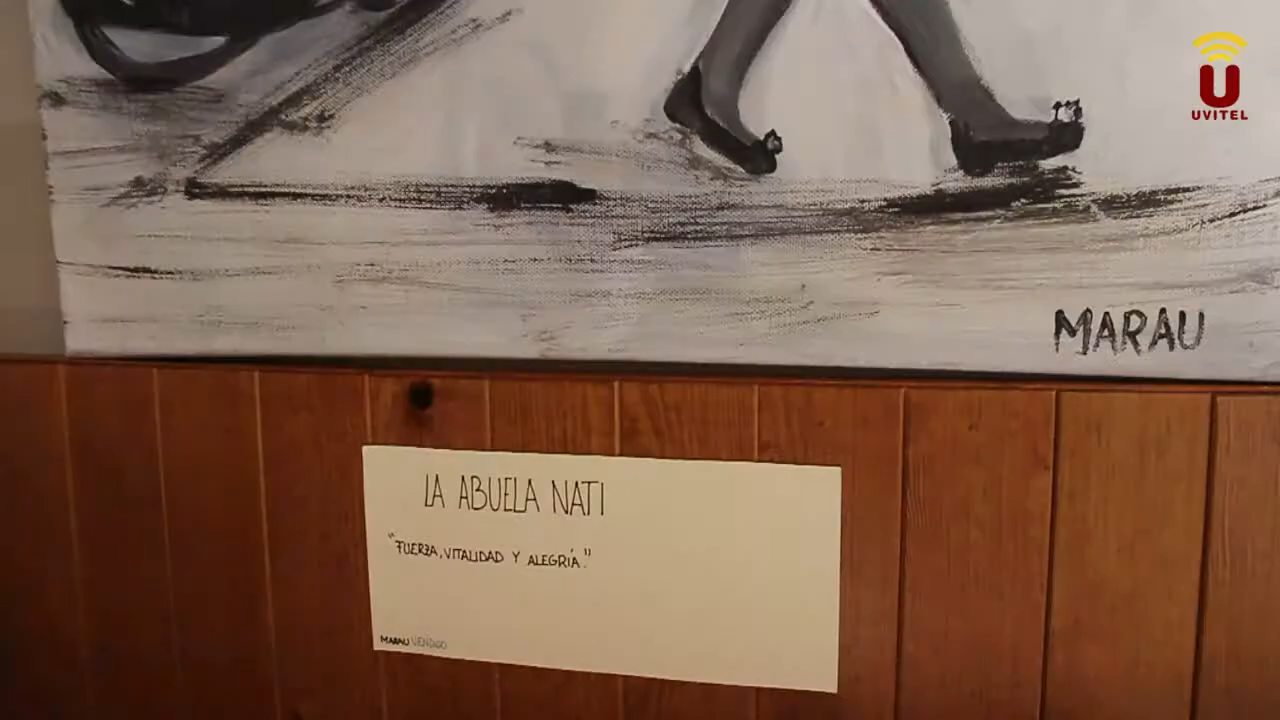 UVITEL
MARAU
LA ABUELA NATI
"FUERZA, VITALIDAD Y ALEGRÍA."
MARAU VENDIDO